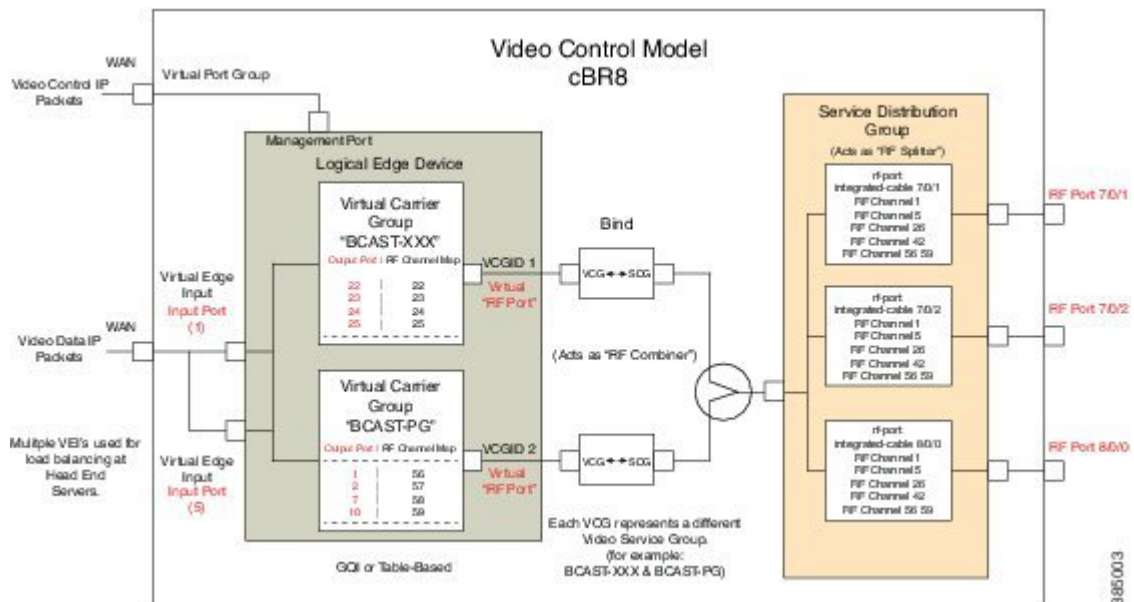 Video Control Model
cBR8
WAN
Virtual Port Group
Video Control IP
Packets
Management Port
Logical Edge Device
Virtual Carrier
Group
"BCAST-XXX"
Output Port RF Channel Map
22 22
23 23
24 24
25 25
VCGID 1
Virtual
"RF Port"
Virtual Edge
Input
Input Port
(1)
WAN
Video Data IP
Packets
Virtual Carrier
Group
"BCAST-PG"
Output Port RF Channel Map
1 56
2 57
7 58
10 59
VCGID 2
Virtual
"RF Port"
Mulitple VEI's used for
load balancing at
Head End
Servers.
Virtual Edge
Input
Input Port
(5)
GQI or Table-Based
Bind
VCG SDG
(Acts as "RF Combiner")
VCG SDG
Each VCG represents a different
Video Service Group.
(for example:
BCAST-XXX & BCAST-PG)
Service Distribution
Group
(Acts as "RF Splitter")
rf-port
integrated-cable 7/0/1
RF Channel 1
RF Channel 5
RF Channel 26
RF Channel 42
RF Channel 56 59
RF Port 7/0/1
rf-port
integrated-cable 7/0/2
RF Channel 1
RF Channel 5
RF Channel 26
RF Channel 42
RF Channel 56 59
RF Port 7/0/2
rf-port
integrated-cable 8/0/0
RF Channel 1
RF Channel 5
RF Channel 26
RF Channel 42
RF Channel 56 59
RF Port 8/0/0
385003